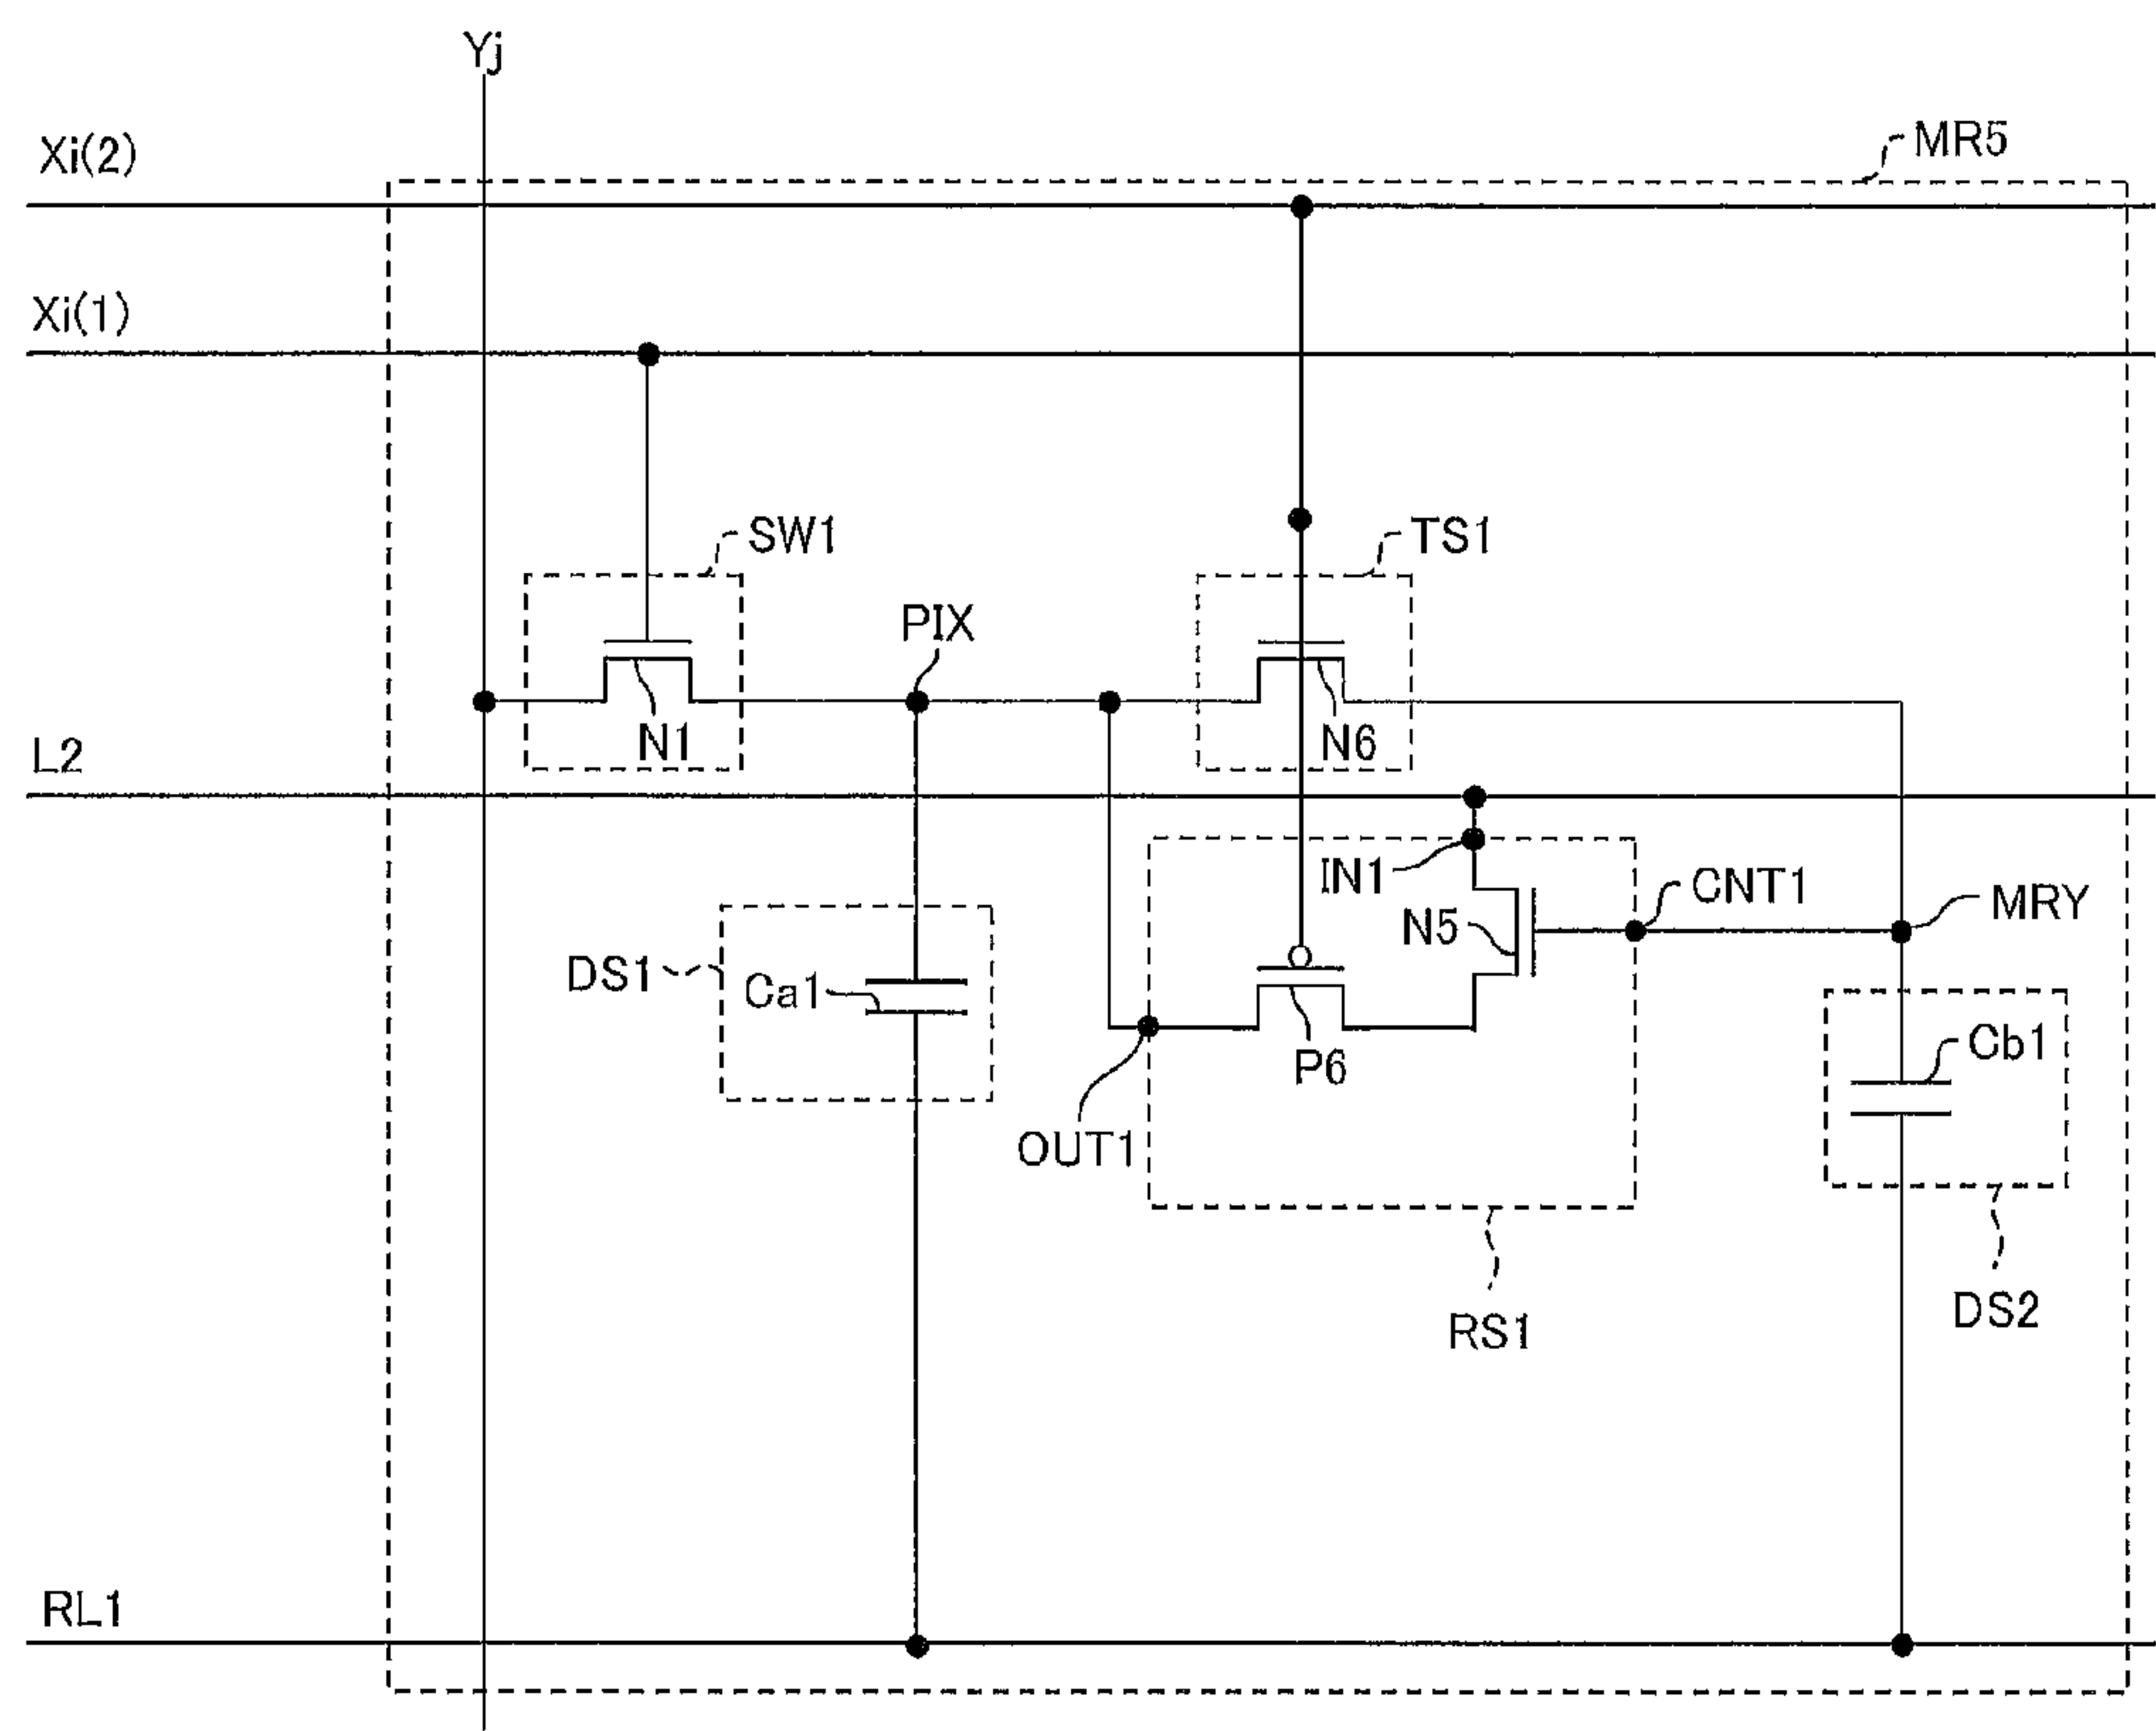 Yj
Xi(2)
MR5
Xi(1)
SW1
TS1
PIX
N1
N6
L2
IN1
CNT1
MRY
N5
DS1
Ca1
Cb1
P6
OUT1
DS2
RS1
RL1